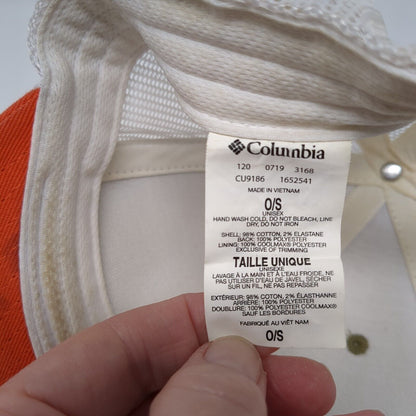 Columbia
120 0719 3168
CU9186 1652541
MADE IN VIETNAM
O/S
UNISEX
HAND WASH COLD, DO NOT BLEACH, LINE
DRY, DO NOT IRON
SHELL: 98% COTTON, 2% ELASTANE
BACK: 100% POLYESTER
LINING: 100% COOLMAX® POLYESTER
EXCLUSIVE OF TRIMMING
TAILLE UNIQUE
UNISEXE
LAVAGE À LA MAIN ET À L'EAU FROIDE, NE
PAS UTILISER D'EAU DE JAVEL, SÉCHER
SUR UN FIL, NE PAS REPASSER
EXTÉRIEUR: 98% COTON, 2% ÉLASTHANNE
ARRIÈRE: 100% POLYESTER
DOUBLURE: 100% POLYESTER COOLMAX®
SAUF LES BORDURES
FABRIQUÉ AU VIÊT NAM
O/S